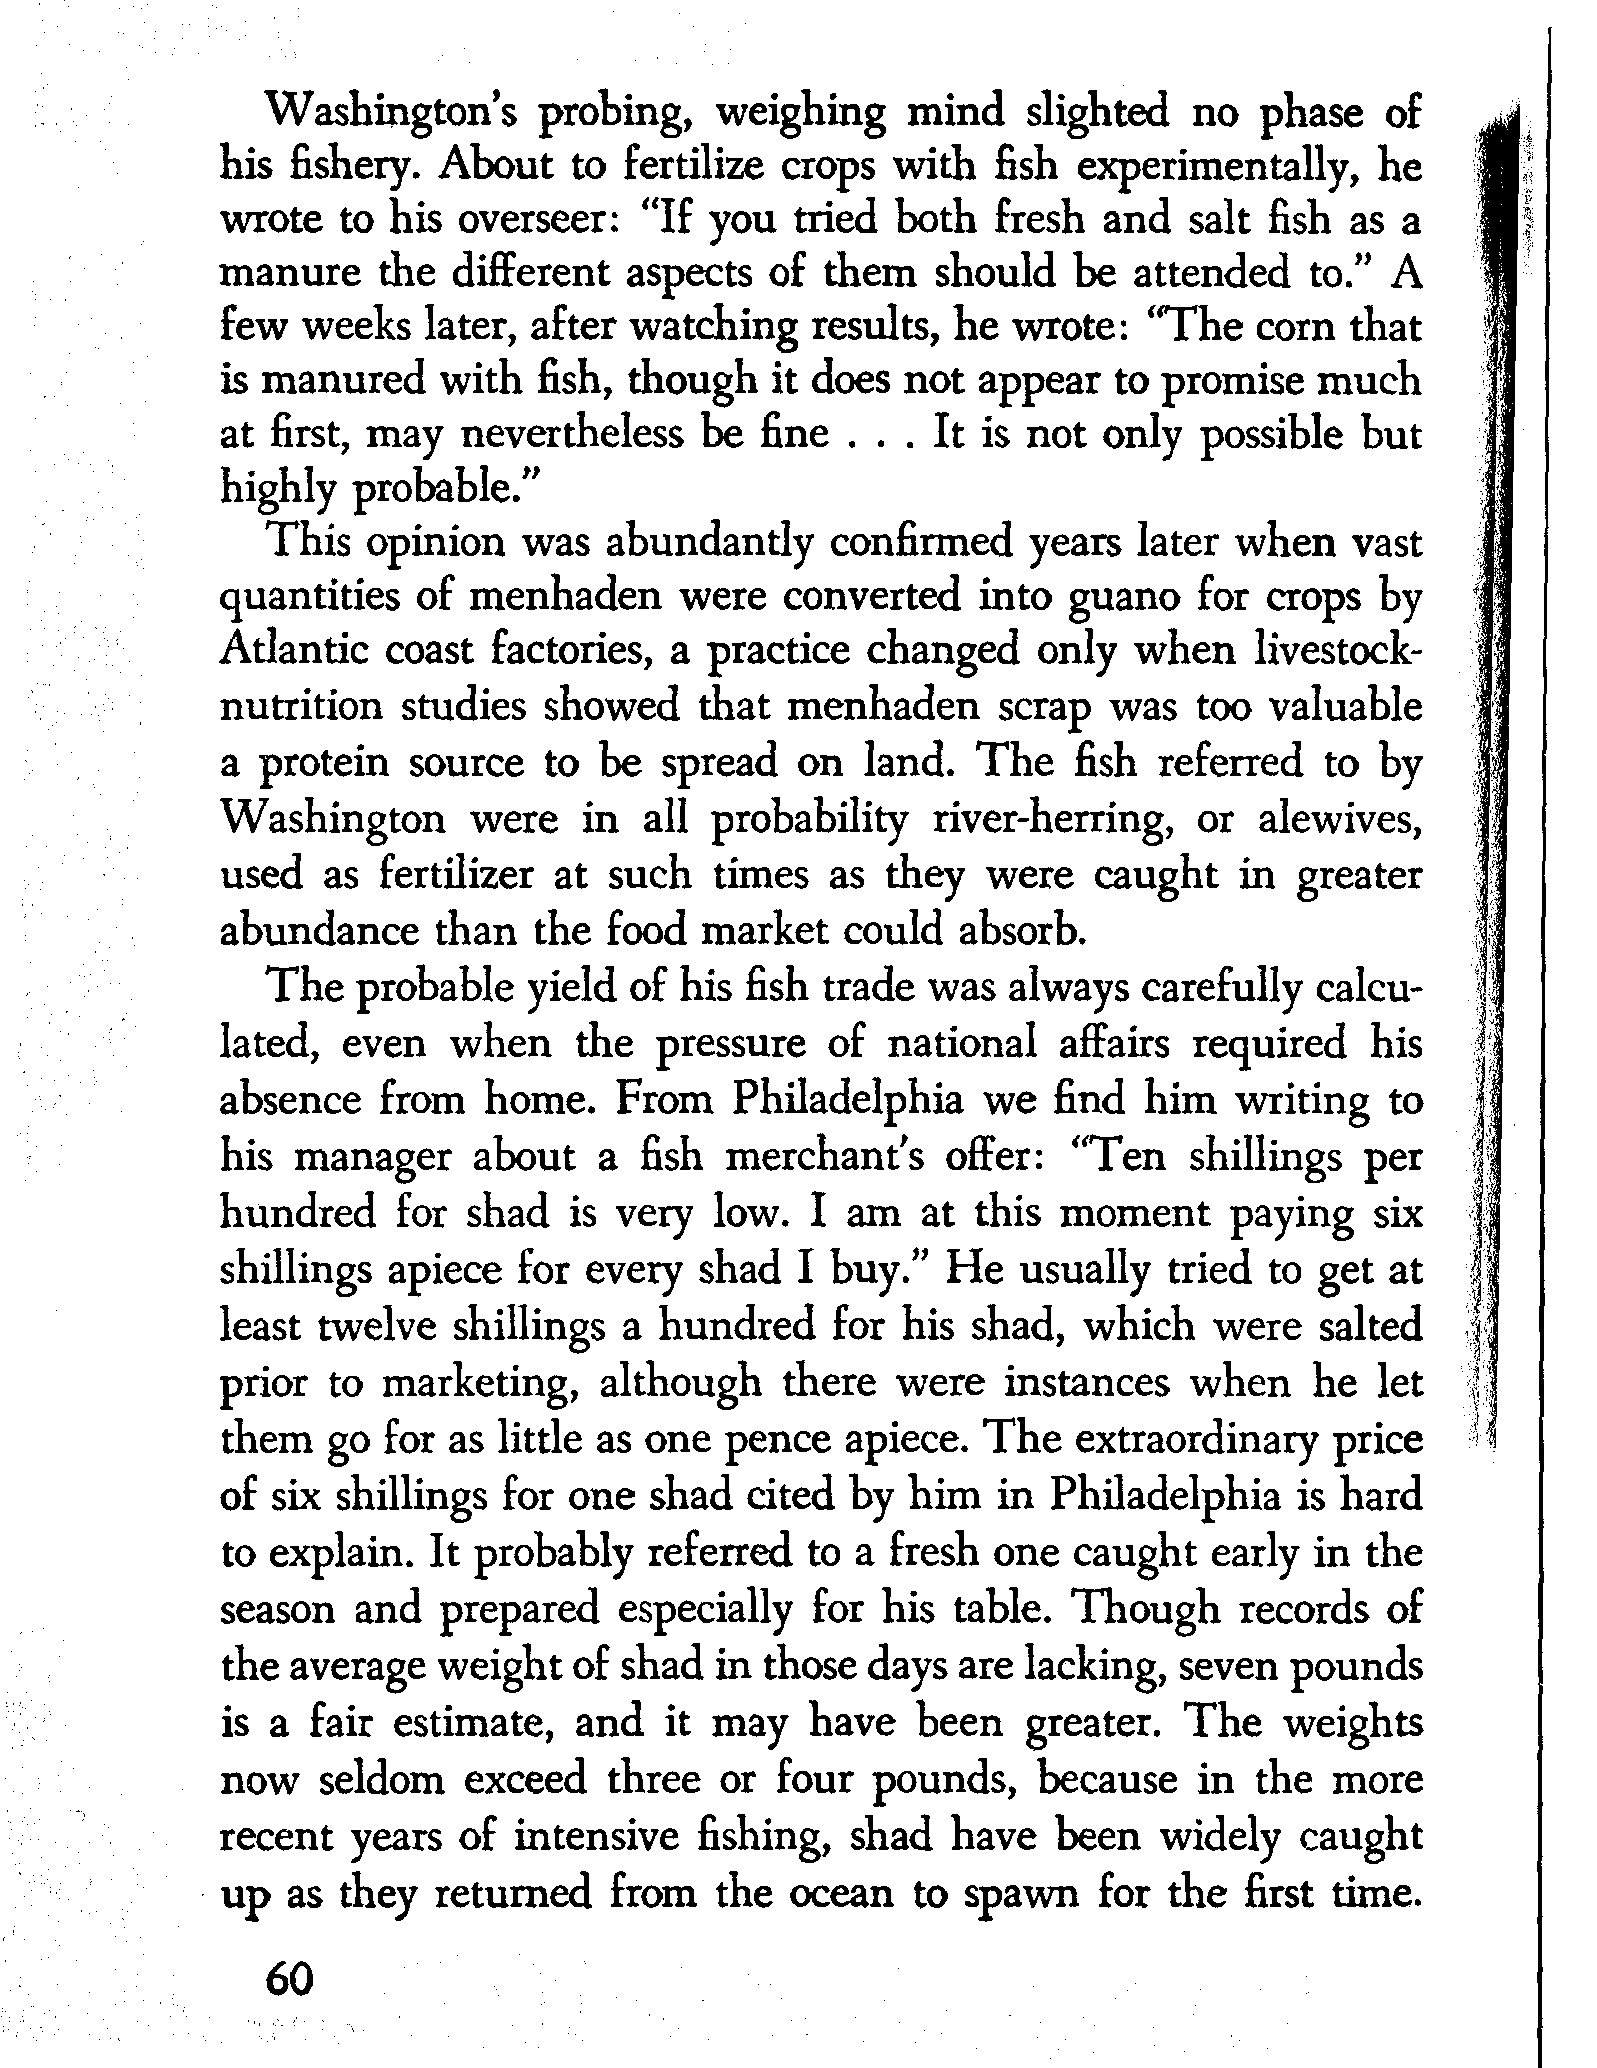 Washington's probing, weighing mind slighted no phase of
his fishery. About to fertilize crops with fish experimentally, he
wrote to his overseer: “If you tried both fresh and salt fish as a
manure the different aspects of them should be attended to.” A
few weeks later, after watching results, he wrote: “The corn that
is manured with fish, though it does not appear to promise much
at first, may nevertheless be fine . . . It is not only possible but
highly probable.”
This opinion was abundantly confirmed years later when vast
quantities of menhaden were converted into guano for crops by
Atlantic coast factories, a practice changed only when livestock-
nutrition studies showed that menhaden scrap was too valuable
a protein source to be spread on land. The fish referred to by
Washington were in all probability river-herring, or alewives,
used as fertilizer at such times as they were caught in greater
abundance than the food market could absorb.
The probable yield of his fish trade was always carefully calcu-
lated, even when the pressure of national affairs required his
absence from home. From Philadelphia we find him writing to
his manager about a fish merchant's offer: “Ten shillings per
hundred for shad is very low. I am at this moment paying six
shillings apiece for every shad I buy.” He usually tried to get at
least twelve shillings a hundred for his shad, which were salted
prior to marketing, although there were instances when he let
them go for as little as one pence apiece. The extraordinary price
of six shillings for one shad cited by him in Philadelphia is hard
to explain. It probably referred to a fresh one caught early in the
season and prepared especially for his table. Though records of
the average weight of shad in those days are lacking, seven pounds
is a fair estimate, and it may have been greater. The weights
now seldom exceed three or four pounds, because in the more
recent years of intensive fishing, shad have been widely caught
up as they returned from the ocean to spawn for the first time.
60